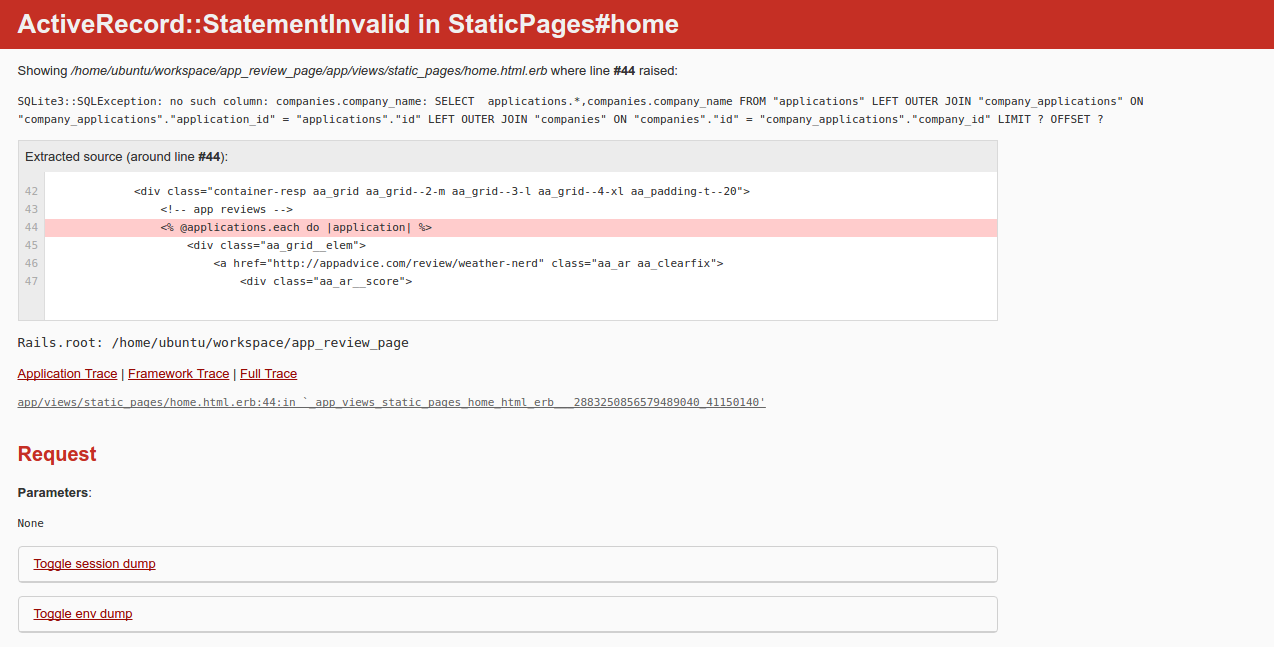 ActiveRecord::StatementInvalid in StaticPages#home
Showing /home/ubuntu/workspace/app_review_page/app/views/static_pages/home.html.erb where line #44 raised:
SQLite3::SQLException: no such column: companies.company_name: SELECT  applications.*,companies.company_name FROM "applications" LEFT OUTER JOIN "company_applications" ON
"company_applications"."application_id" = "applications"."id" LEFT OUTER JOIN "companies" ON "companies"."id" = "company_applications"."company_id" LIMIT ? OFFSET ?
Extracted source (around line #44):
42 <div class="container-resp aa_grid aa_grid--2-m aa_grid--3-l aa_grid--4-xl aa_padding-t--20">
43 <!-- app reviews -->
44 <% @applications.each do |application| %>
45 <div class="aa_grid__elem">
46 <a href="http://appadvice.com/review/weather-nerd" class="aa_ar aa_clearfix">
47 <div class="aa_ar__score">
Rails.root: /home/ubuntu/workspace/app_review_page
Application Trace | Framework Trace | Full Trace
app/views/static_pages/home.html.erb:44:in `_app_views_static_pages_home_html_erb___2883250856579489040_41150140'
Request
Parameters:
None
Toggle session dump
Toggle env dump